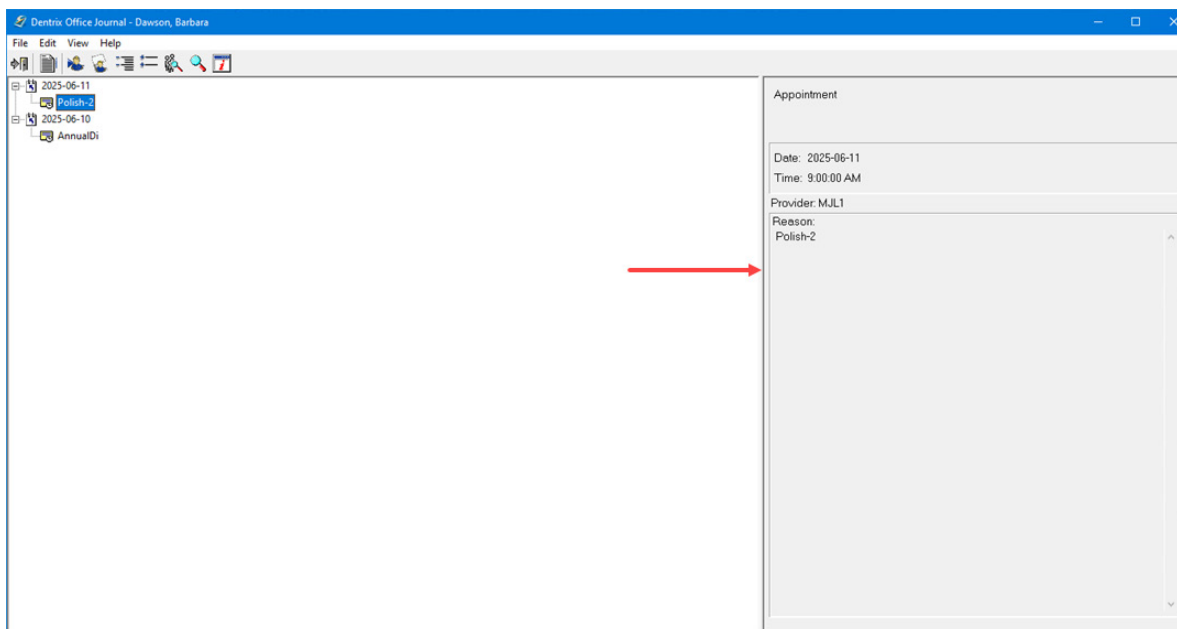 Dentrix Office Journal - Dawson, Barbara
File Edit View Help
2025-06-11
Polish-2
2025-06-10
AnnualDi
Appointment
Date: 2025-06-11
Time: 9:00:00 AM
Provider: MJL1
Reason:
Polish-2